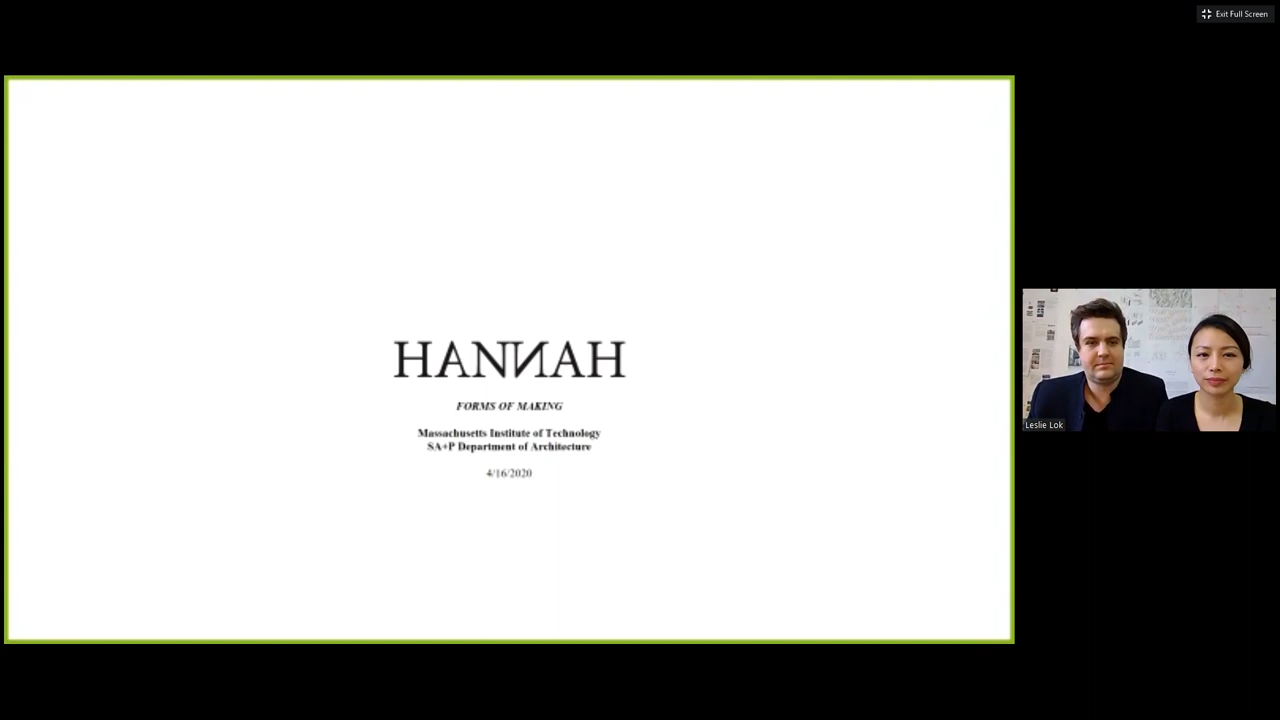 Exit Full Screen
HANИAH
FORMS OF MAKING
Massachusetts Institute of Technology
SA+P Department of Architecture
4/16/2020
Leslie Lok